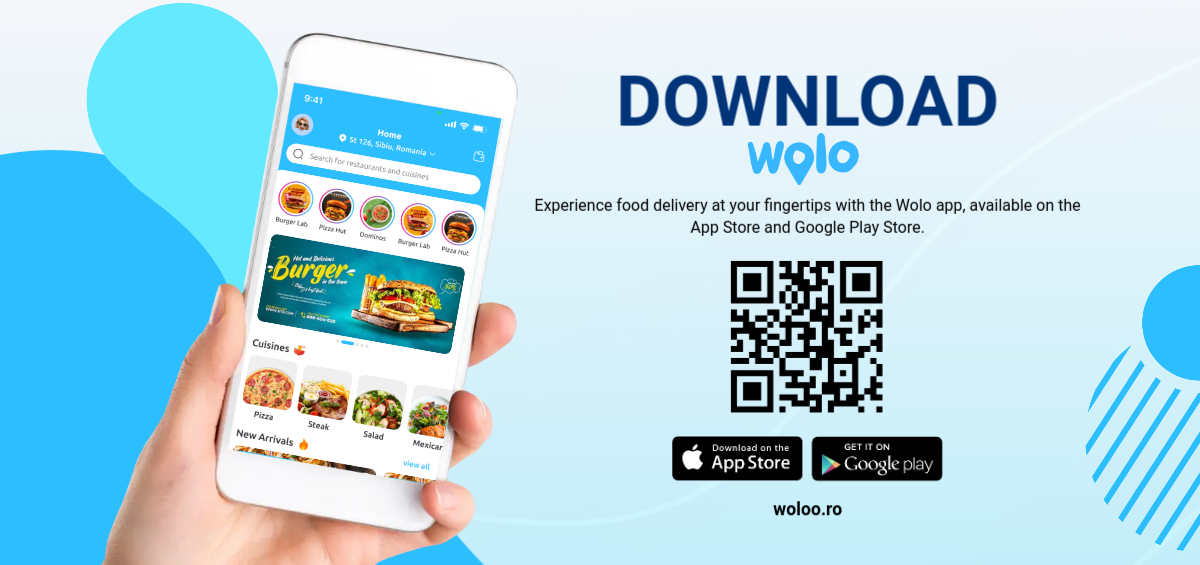 DOWNLOAD
wolo
Experience food delivery at your fingertips with the Wolo app, available on the
App Store and Google Play Store.
Download on the
App Store
GET IT ON
Google play
woloo.ro
9:41
Home
St 126, Sibiu, Romania
Search for restaurants and cuisines
Burger Lab
Pizza Hut
Dominos
Burger Lab
Pizza Hut
Hot and Delicious
Burger
in the town
50%
Cuisines
Pizza
Steak
Salad
Mexican
New Arrivals
view all